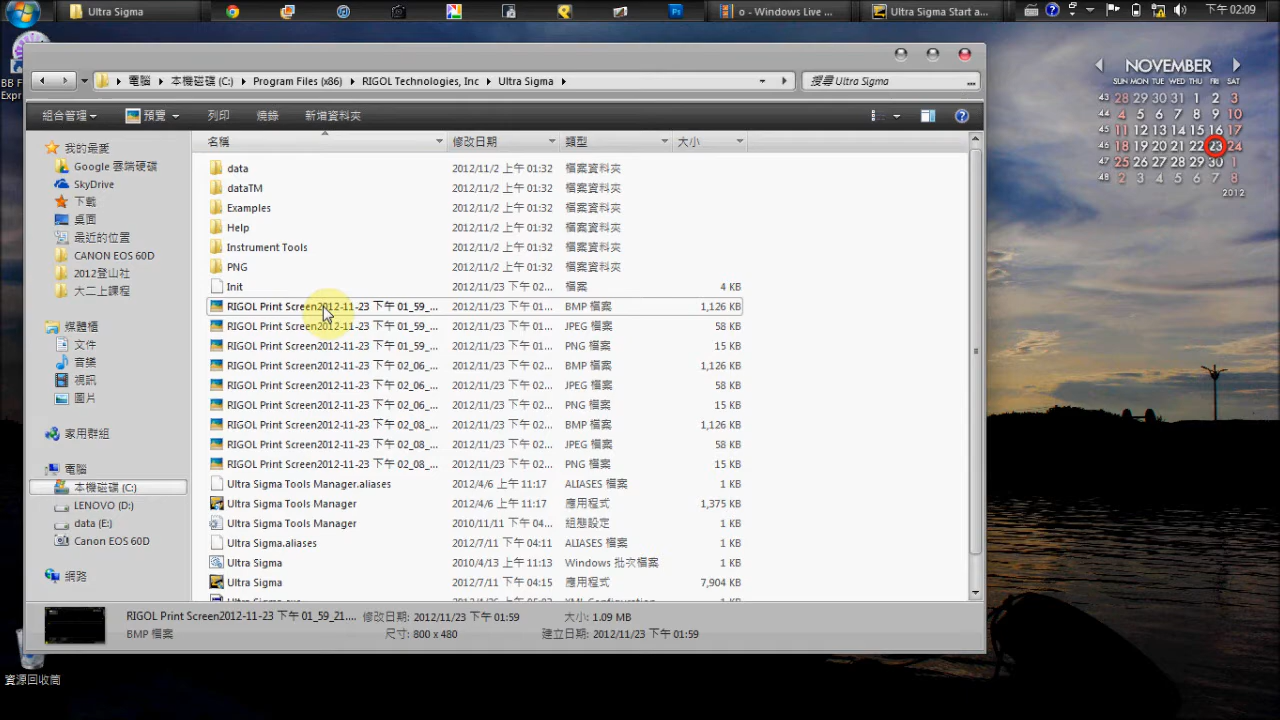 Ultra Sigma
o - Windows Live ...
Ultra Sigma Start a...
下午 02:09
電腦 本機磁碟 (C:) Program Files (x86) RIGOL Technologies, Inc Ultra Sigma
搜尋 Ultra Sigma
組合管理 預覽 列印 燒錄 新增資料夾
名稱 修改日期 類型 大小
我的最愛
Google 雲端硬碟
SkyDrive
下載
桌面
最近的位置
CANON EOS 60D
2012登山社
大二上課程
媒體櫃
文件
音樂
視訊
圖片
家用群組
電腦
本機磁碟 (C:)
LENOVO (D:)
data (E:)
Canon EOS 60D
網路
data 2012/11/2 上午 01:32 檔案資料夾
dataTM 2012/11/2 上午 01:32 檔案資料夾
Examples 2012/11/2 上午 01:32 檔案資料夾
Help 2012/11/2 上午 01:32 檔案資料夾
Instrument Tools 2012/11/2 上午 01:32 檔案資料夾
PNG 2012/11/2 上午 01:32 檔案資料夾
Init 2012/11/23 下午 02... 檔案 4 KB
RIGOL Print Screen2012-11-23 下午 01_59_... 2012/11/23 下午 01... BMP 檔案 1,126 KB
RIGOL Print Screen2012-11-23 下午 01_59_... 2012/11/23 下午 01... JPEG 檔案 58 KB
RIGOL Print Screen2012-11-23 下午 01_59_... 2012/11/23 下午 01... PNG 檔案 15 KB
RIGOL Print Screen2012-11-23 下午 02_06_... 2012/11/23 下午 02... BMP 檔案 1,126 KB
RIGOL Print Screen2012-11-23 下午 02_06_... 2012/11/23 下午 02... JPEG 檔案 58 KB
RIGOL Print Screen2012-11-23 下午 02_06_... 2012/11/23 下午 02... PNG 檔案 15 KB
RIGOL Print Screen2012-11-23 下午 02_08_... 2012/11/23 下午 02... BMP 檔案 1,126 KB
RIGOL Print Screen2012-11-23 下午 02_08_... 2012/11/23 下午 02... JPEG 檔案 58 KB
RIGOL Print Screen2012-11-23 下午 02_08_... 2012/11/23 下午 02... PNG 檔案 15 KB
Ultra Sigma Tools Manager.aliases 2012/4/6 上午 11:17 ALIASES 檔案 1 KB
Ultra Sigma Tools Manager 2012/4/6 上午 11:17 應用程式 1,375 KB
Ultra Sigma Tools Manager 2010/11/11 下午 04... 組態設定 1 KB
Ultra Sigma.aliases 2012/7/11 下午 04:11 ALIASES 檔案 1 KB
Ultra Sigma 2010/4/13 上午 11:13 Windows 批次檔案 1 KB
Ultra Sigma 2012/7/11 下午 04:15 應用程式 7,904 KB
RIGOL Print Screen2012-11-23 下午 01_59_21.... 修改日期: 2012/11/23 下午 01:59 大小: 1.09 MB
BMP 檔案 尺寸: 800 x 480 建立日期: 2012/11/23 下午 01:59
NOVEMBER
SUN MON TUE WED THU FRI SAT
43 28 29 30 31 1 2 3
44 4 5 6 7 8 9 10
45 11 12 13 14 15 16 17
46 18 19 20 21 22 23 24
47 25 26 27 28 29 30 1
48 2 3 4 5 6 7 8
2012
資源回收筒